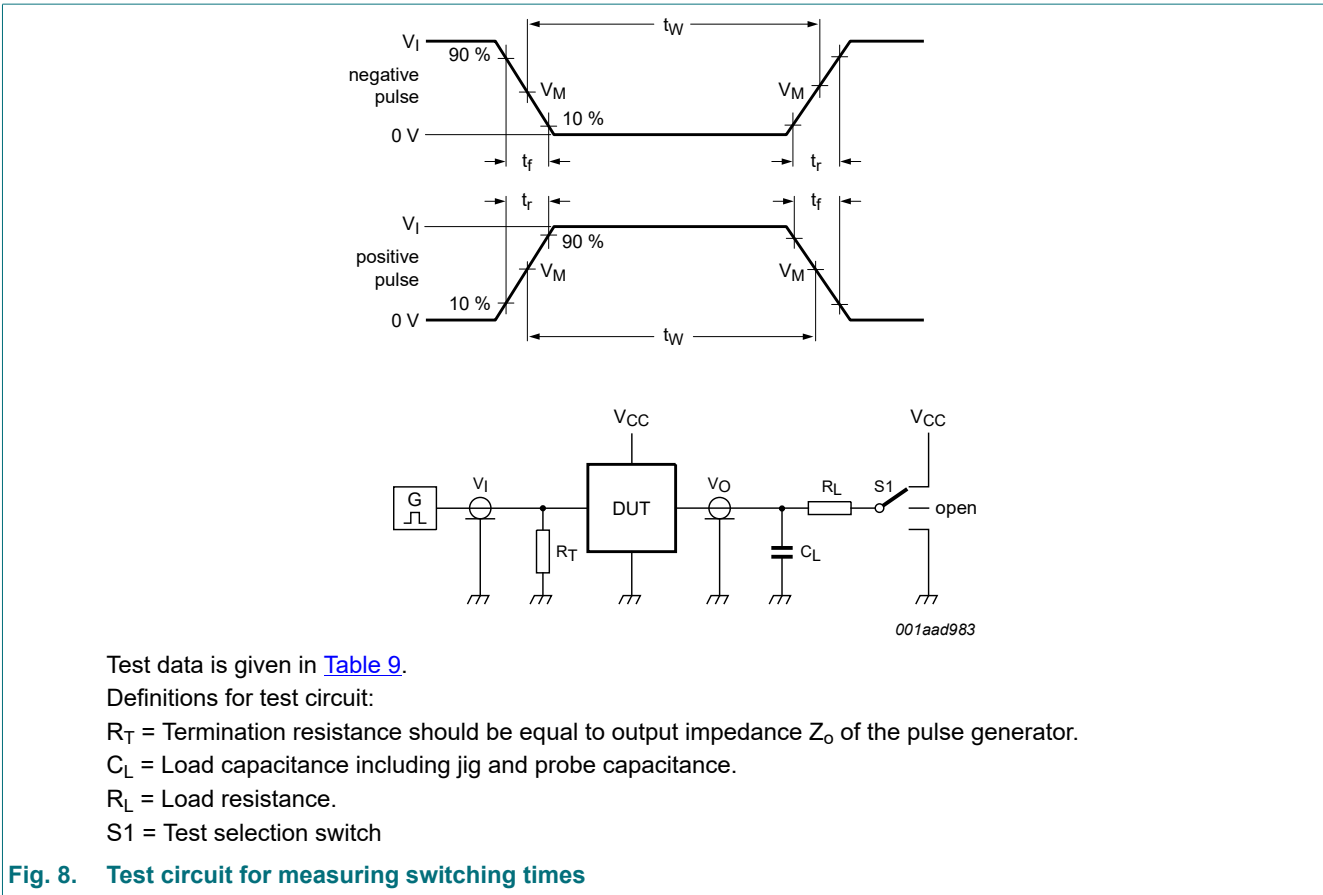 tW
VI
90 %
negative
pulse
VM
VM
10 %
0 V
tf
tr
tr
tf
VI
90 %
positive
pulse
VM
VM
10 %
0 V
tW
VCC
VCC
G
VI
DUT
VO
RL
S1
open
RT
CL
001aad983
Test data is given in Table 9.
Definitions for test circuit:
RT = Termination resistance should be equal to output impedance Zo of the pulse generator.
CL = Load capacitance including jig and probe capacitance.
RL = Load resistance.
S1 = Test selection switch
Fig. 8. Test circuit for measuring switching times